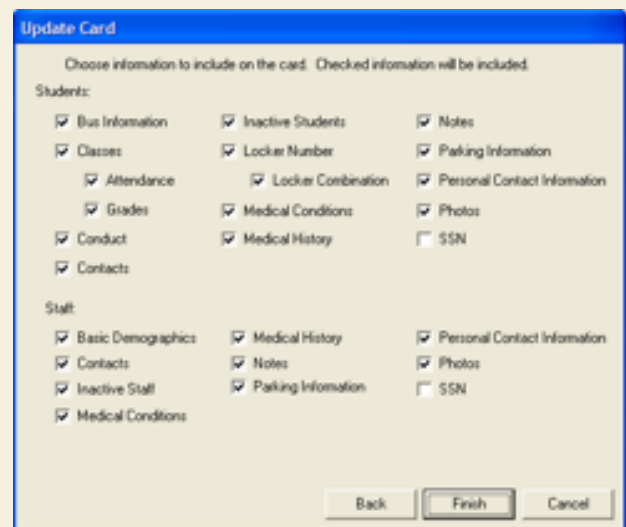 Update Card
Choose information to include on the card. Checked information will be included.
Students:
Bus Information
Inactive Students
Notes
Classes
Locker Number
Parking Information
Attendance
Locker Combination
Personal Contact Information
Grades
Medical Conditions
Photos
Conduct
Medical History
SSN
Contacts
Staff:
Basic Demographics
Medical History
Personal Contact Information
Contacts
Notes
Photos
Inactive Staff
Parking Information
SSN
Medical Conditions
Back
Finish
Cancel